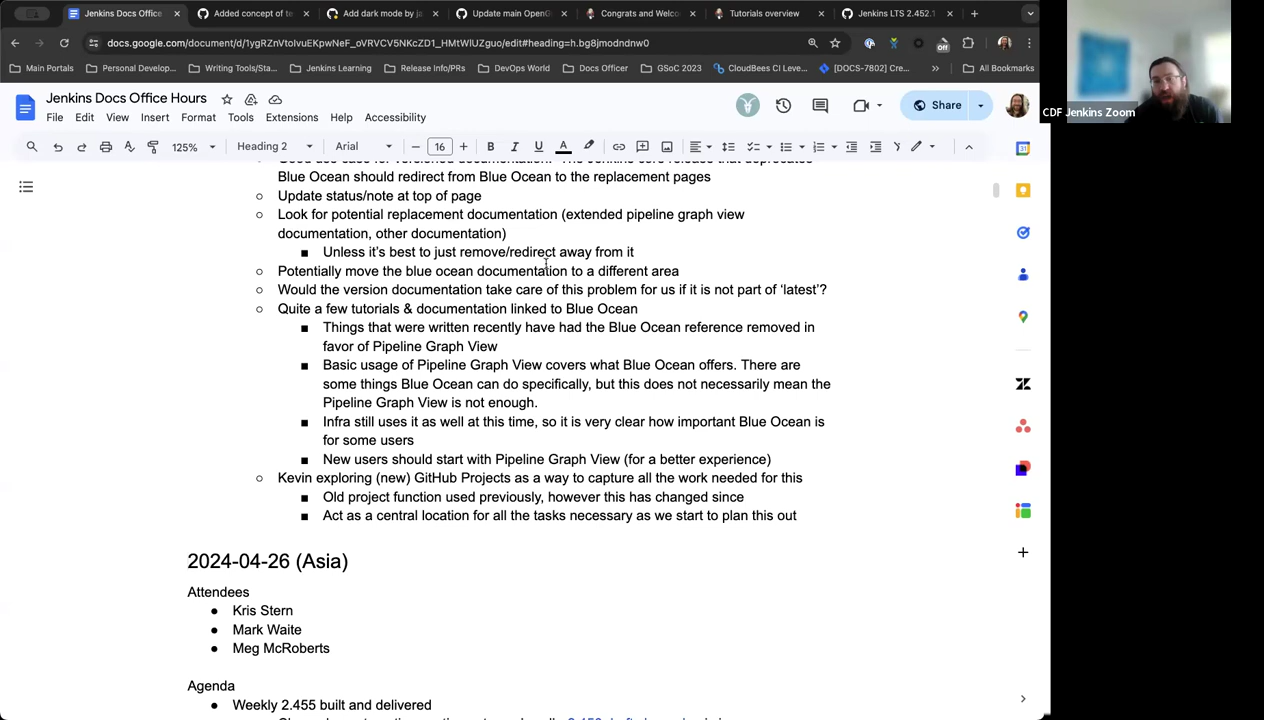 Jenkins Docs Office
Added concept of te
Add dark mode by ja
Update main OpenG
Congrats and Welco
Tutorials overview
Jenkins LTS 2.452.1
docs.google.com/document/d/1ygRZnVtoIvuEKpwNeF_oVRVCV5NKcZD1_HMtWlUZguo/edit#heading=h.bg8jmodndnw0
Off
Main Portals
Personal Develop...
Writing Tools/Sta...
Jenkins Learning
Release Info/PRs
DevOps World
Docs Officer
GSoC 2023
CloudBees CI Leve...
[DOCS-7802] (Cre...
All Bookmarks
Jenkins Docs Office Hours
File Edit View Insert Format Tools Extensions Help Accessibility
Share
CDF Jenkins Zoom
125%
Heading 2
Arial
16
Blue Ocean should redirect from Blue Ocean to the replacement pages
Update status/note at top of page
Look for potential replacement documentation (extended pipeline graph view
documentation, other documentation)
Unless it's best to just remove/redirect away from it
Potentially move the blue ocean documentation to a different area
Would the version documentation take care of this problem for us if it is not part of 'latest'?
Quite a few tutorials & documentation linked to Blue Ocean
Things that were written recently have had the Blue Ocean reference removed in
favor of Pipeline Graph View
Basic usage of Pipeline Graph View covers what Blue Ocean offers. There are
some things Blue Ocean can do specifically, but this does not necessarily mean the
Pipeline Graph View is not enough.
Infra still uses it as well at this time, so it is very clear how important Blue Ocean is
for some users
New users should start with Pipeline Graph View (for a better experience)
Kevin exploring (new) GitHub Projects as a way to capture all the work needed for this
Old project function used previously, however this has changed since
Act as a central location for all the tasks necessary as we start to plan this out
2024-04-26 (Asia)
Attendees
Kris Stern
Mark Waite
Meg McRoberts
Agenda
Weekly 2.455 built and delivered